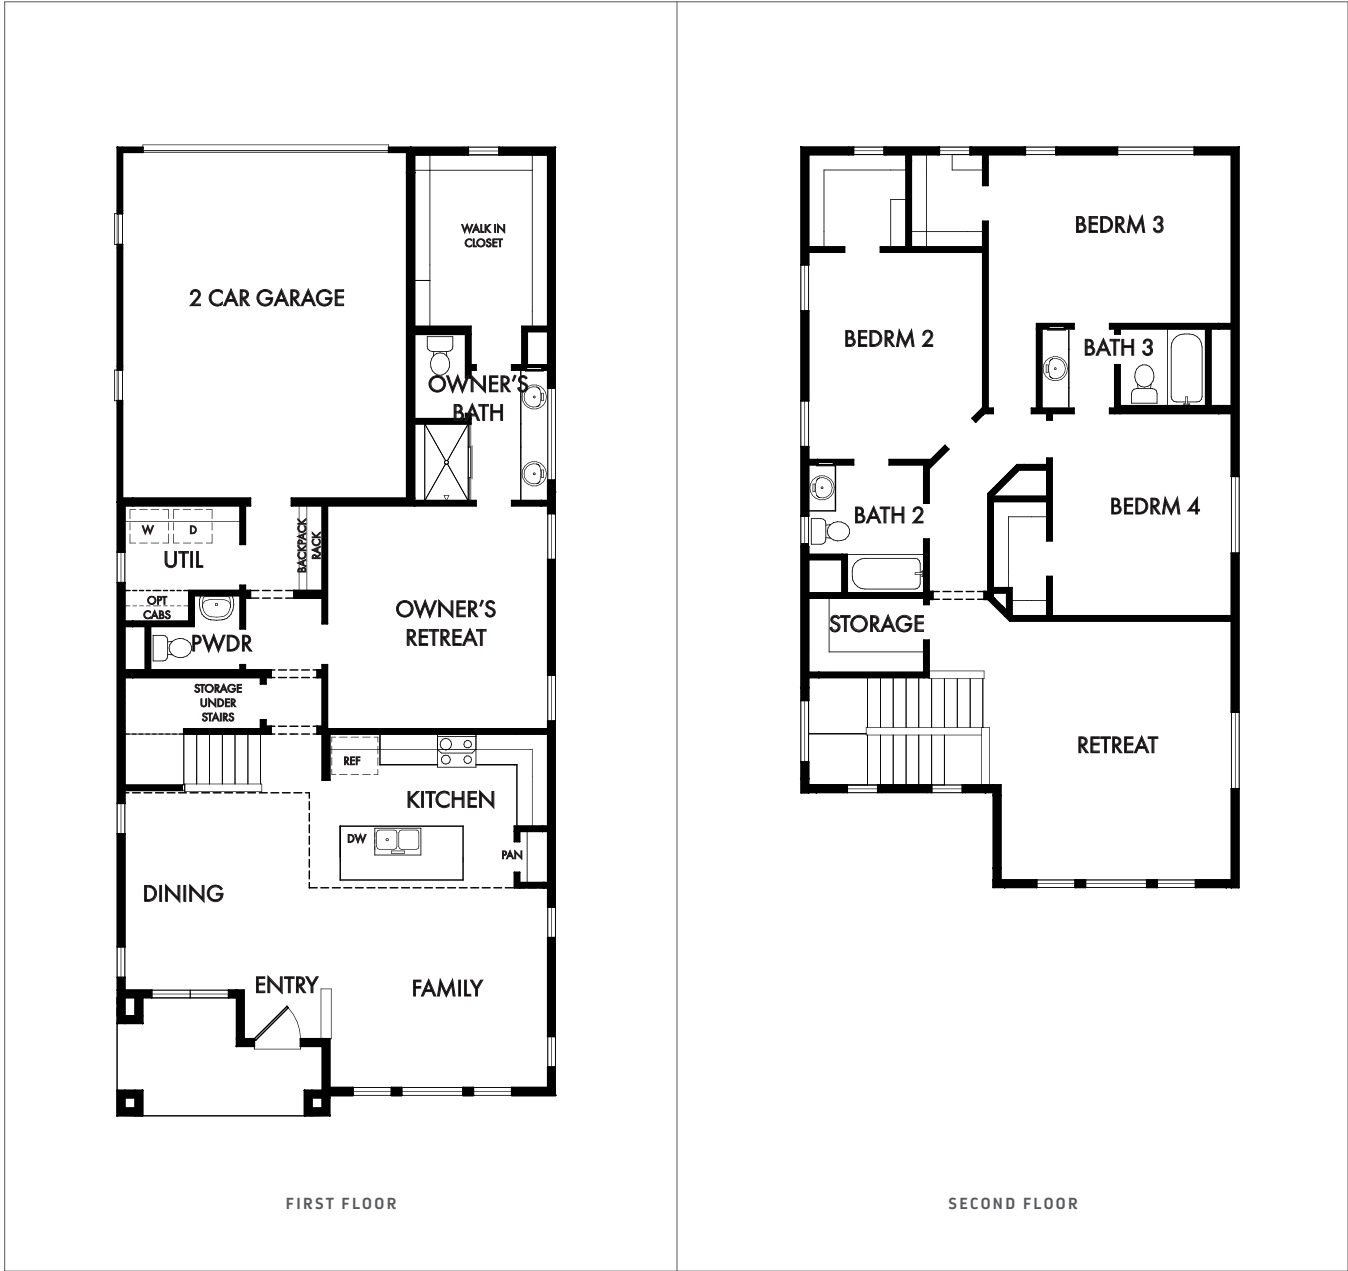 WALK IN
CLOSET
2 CAR GARAGE
OWNER'S
BATH
W
D
UTIL
BACKPACK
RACK
OPT
CABS
PWDR
OWNER'S
RETREAT
STORAGE
UNDER
STAIRS
REF
KITCHEN
DW
PAN
DINING
ENTRY
FAMILY
FIRST FLOOR
BEDRM 3
BEDRM 2
BATH 3
BEDRM 4
BATH 2
STORAGE
RETREAT
SECOND FLOOR